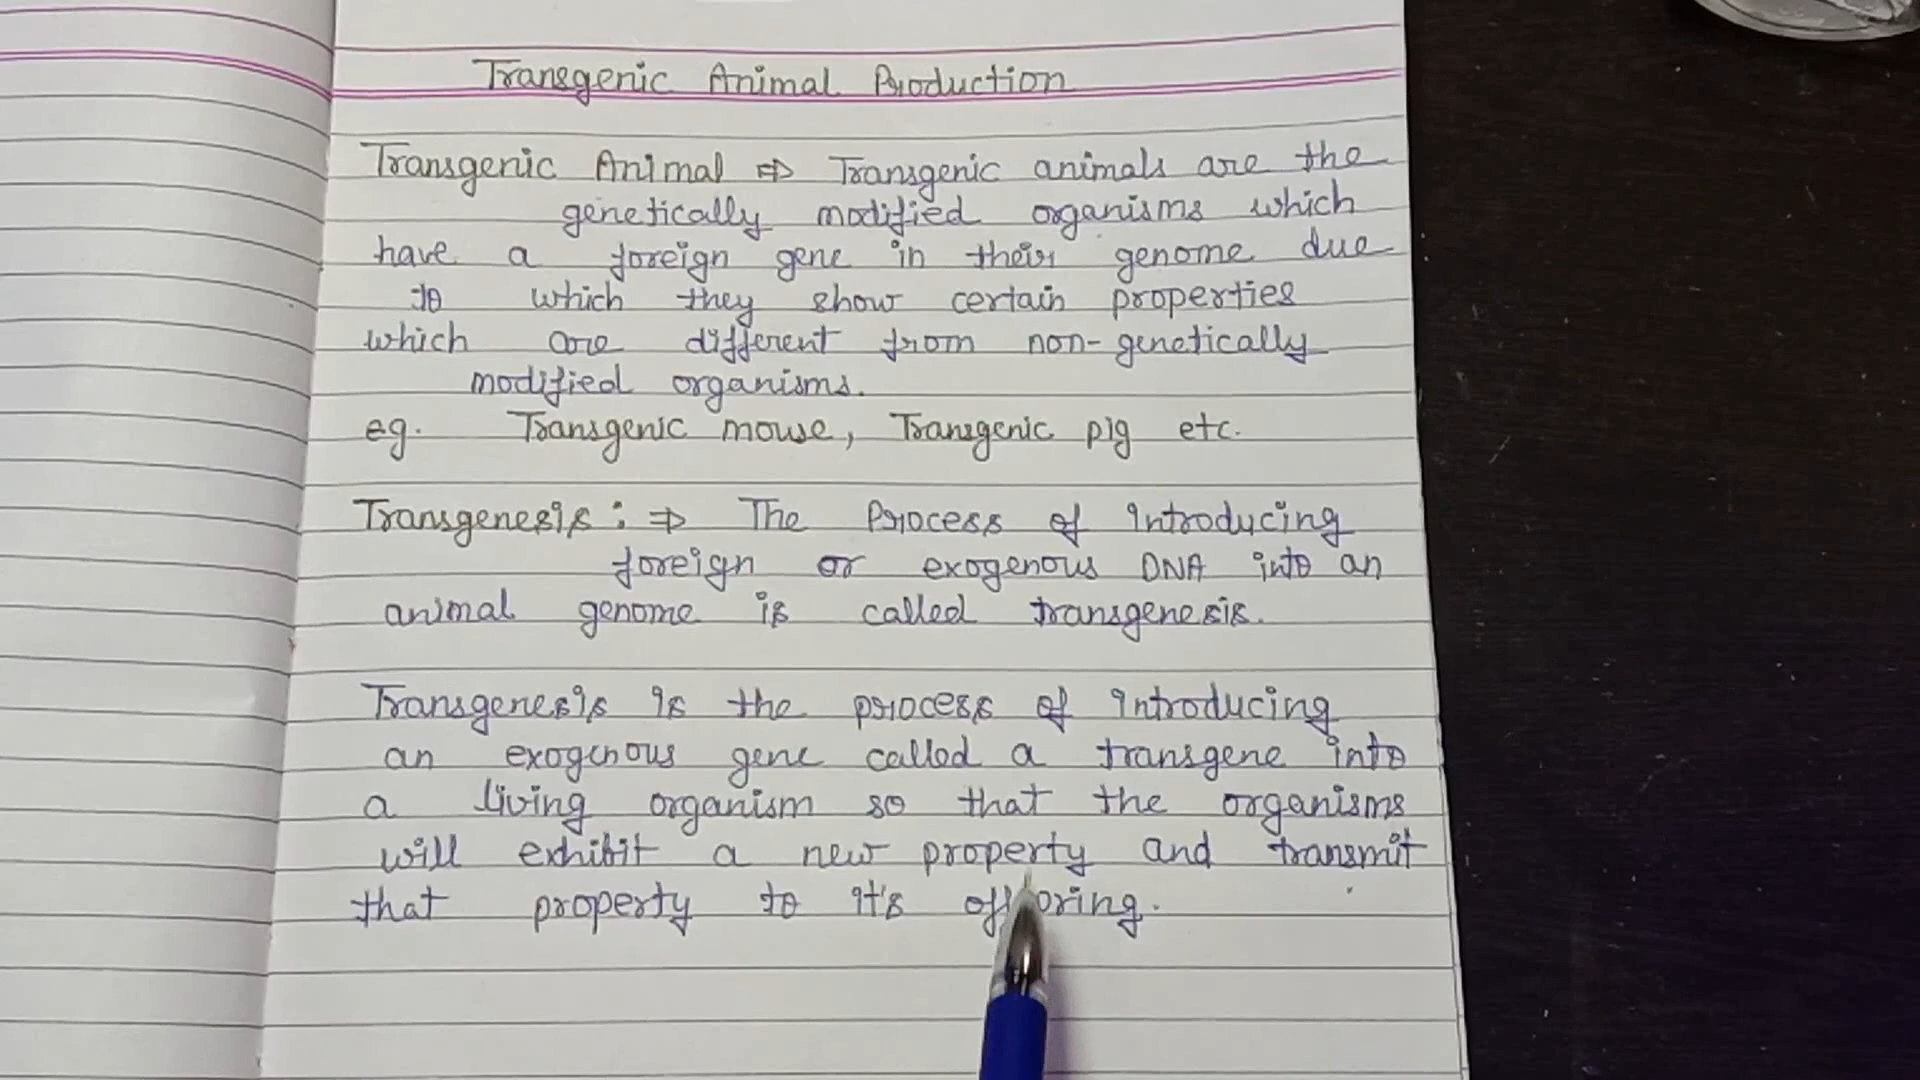 Transgenic Animal Production
Transgenic Animal ⇒ Transgenic animals are the
genetically modified organisms which
have a foreign gene in their genome due
to which they show certain properties
which are different from non-genetically
modified organisms.
eg. Transgenic mouse, Transgenic pig etc.
Transgenesis : ⇒ The Process of introducing
foreign or exogenous DNA into an
animal genome is called transgenesis.
Transgenesis is the process of introducing
an exogenous gene called a transgene into
a living organism so that the organisms
will exhibit a new property and transmit
that property to it's